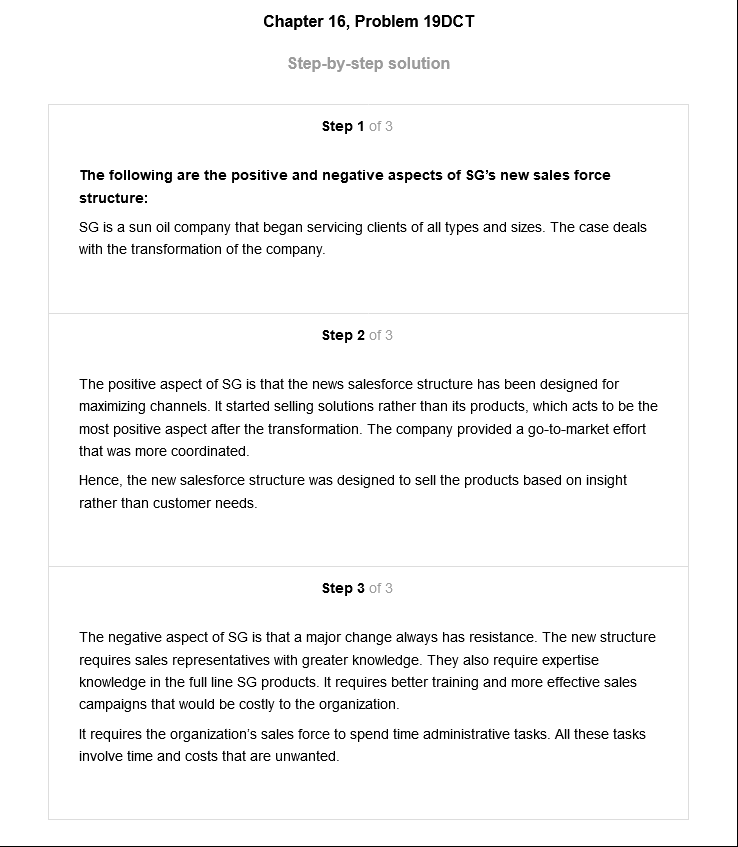 Chapter 16, Problem 19DCT
Step-by-step solution
Step 1 of 3
The following are the positive and negative aspects of SG's new sales force
structure:
SG is a sun oil company that began servicing clients of all types and sizes. The case deals
with the transformation of the company.
Step 2 of 3
The positive aspect of SG is that the news salesforce structure has been designed for
maximizing channels. It started selling solutions rather than its products, which acts to be the
most positive aspect after the transformation. The company provided a go-to-market effort
that was more coordinated.
Hence, the new salesforce structure was designed to sell the products based on insight
rather than customer needs.
Step 3 of 3
The negative aspect of SG is that a major change always has resistance. The new structure
requires sales representatives with greater knowledge. They also require expertise
knowledge in the full line SG products. It requires better training and more effective sales
campaigns that would be costly to the organization.
It requires the organization's sales force to spend time administrative tasks. All these tasks
involve time and costs that are unwanted.